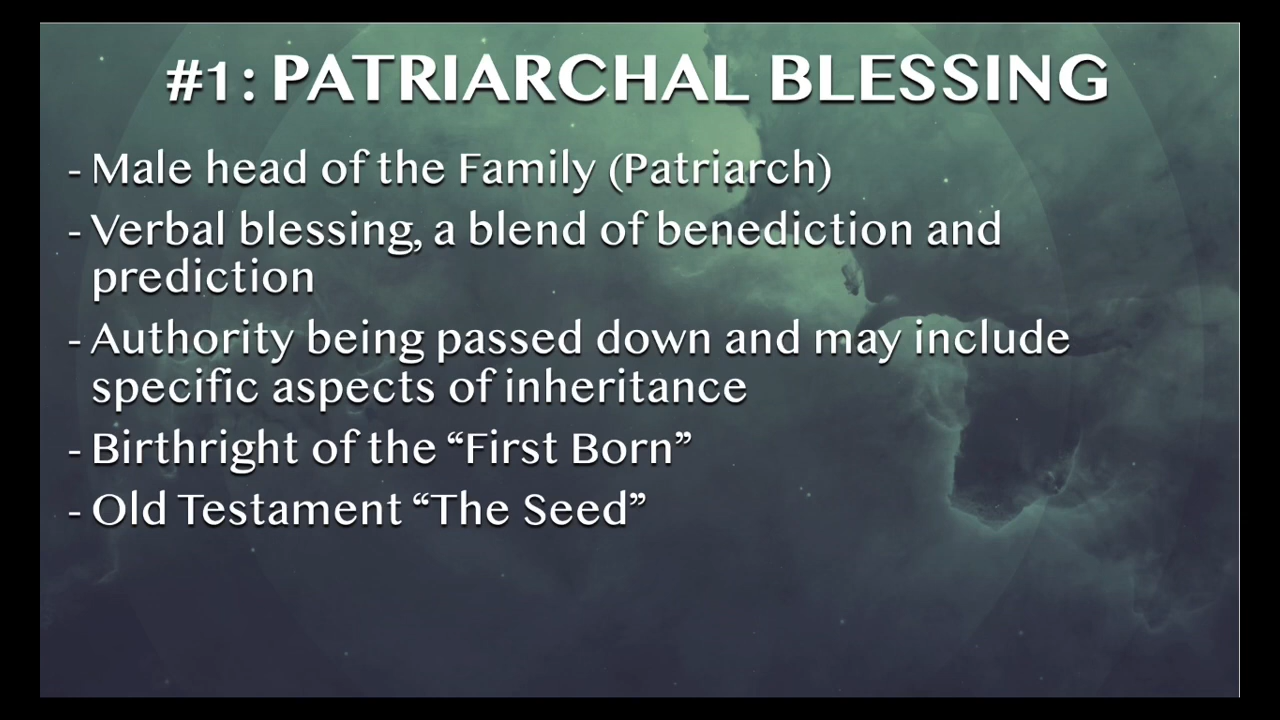 #1: PATRIARCHAL BLESSING
- Male head of the Family (Patriarch)
- Verbal blessing, a blend of benediction and
prediction
- Authority being passed down and may include
specific aspects of inheritance
- Birthright of the “First Born”
- Old Testament “The Seed”